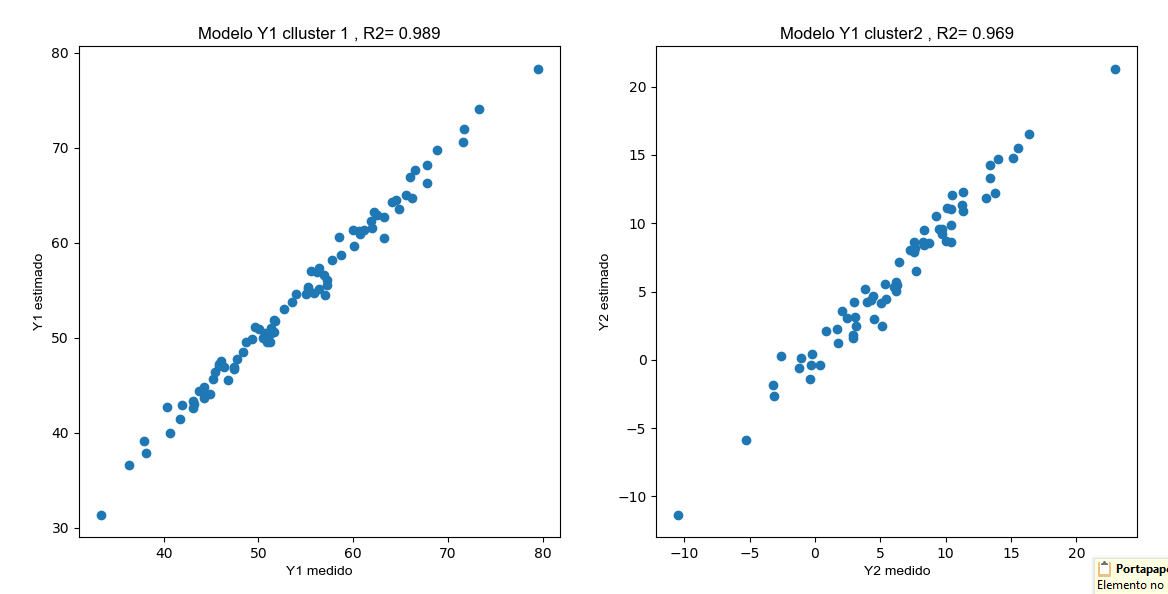 Modelo Y1 clluster 1 , R2= 0.989
80
70
60
50
40
30
Y1 estimado
40 50 60 70 80
Y1 medido
Modelo Y1 cluster2 , R2= 0.969
20
15
10
5
0
−5
−10
Y2 estimado
−10 −5 0 5 10 15 20
Y2 medido
Portapape
Elemento no